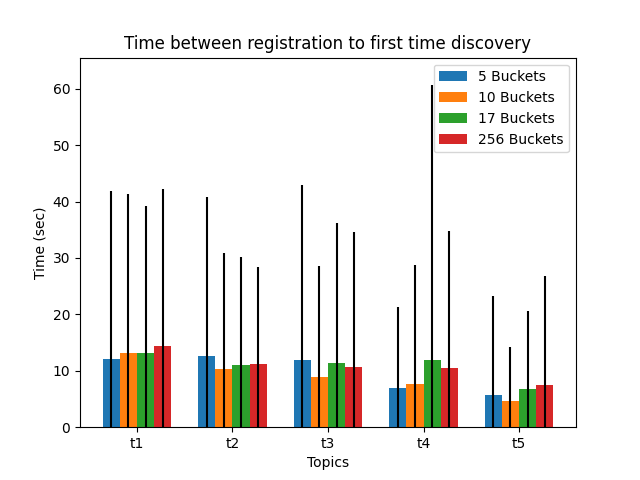 Time between registration to first time discovery
5 Buckets
10 Buckets
17 Buckets
256 Buckets
Time (sec)
60
50
40
30
20
10
0
t1 t2 t3 t4 t5
Topics